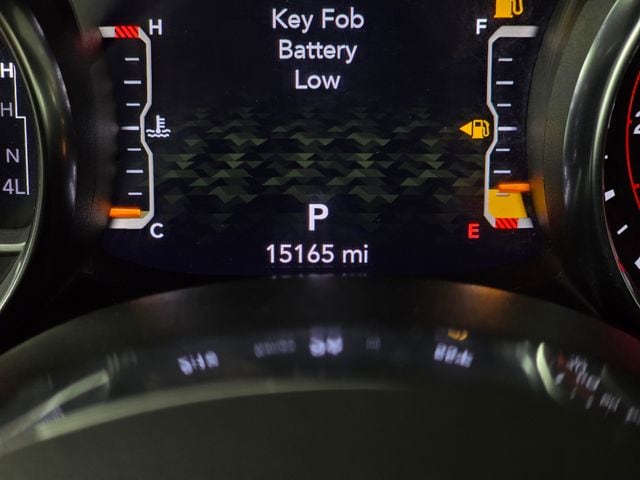 Key Fob
Battery
Low
H
F
H
H
N
4L
C
P
E
15165 mi